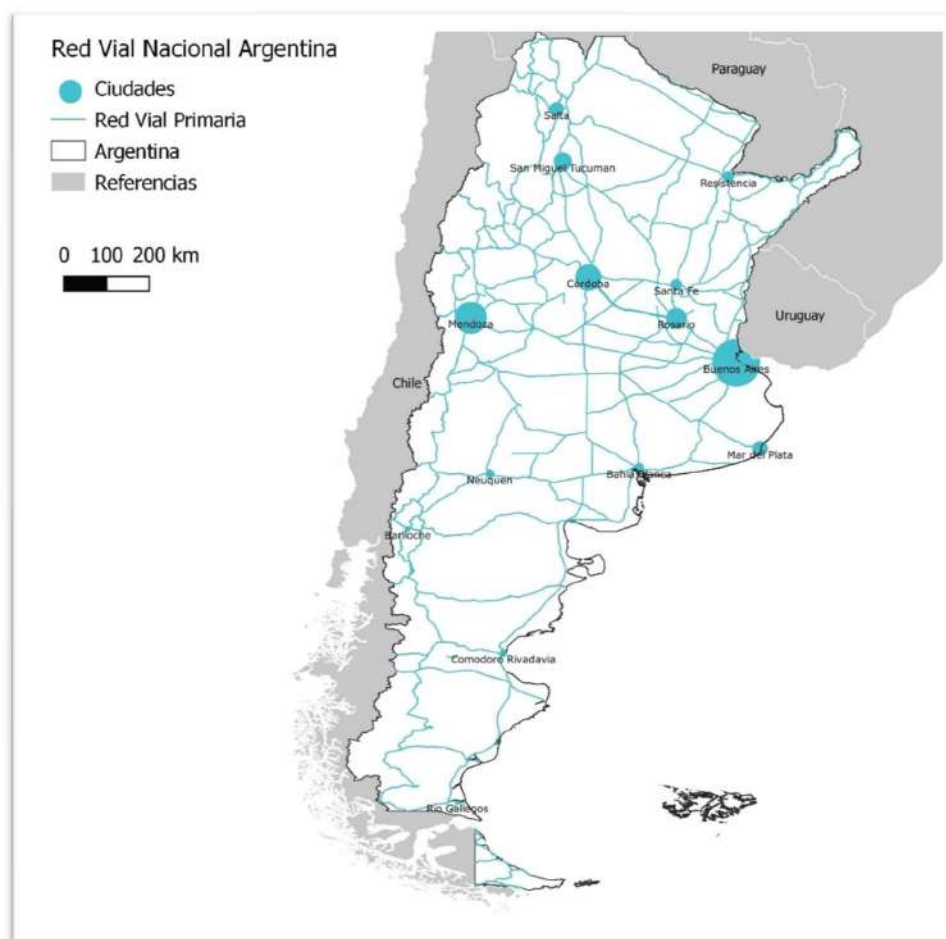 Red Vial Nacional Argentina
Ciudades
Red Vial Primaria
Argentina
Referencias
0 100 200 km
Paraguay
Salta
San Miguel Tucuman
Resistencia
Cordoba
Santa Fe
Mendoza
Rosario
Uruguay
Buenos Aires
Chile
Mar del Plata
Neuquen
Bahia Blanca
Bariloche
Comodoro Rivadavia
Rio Gallegos